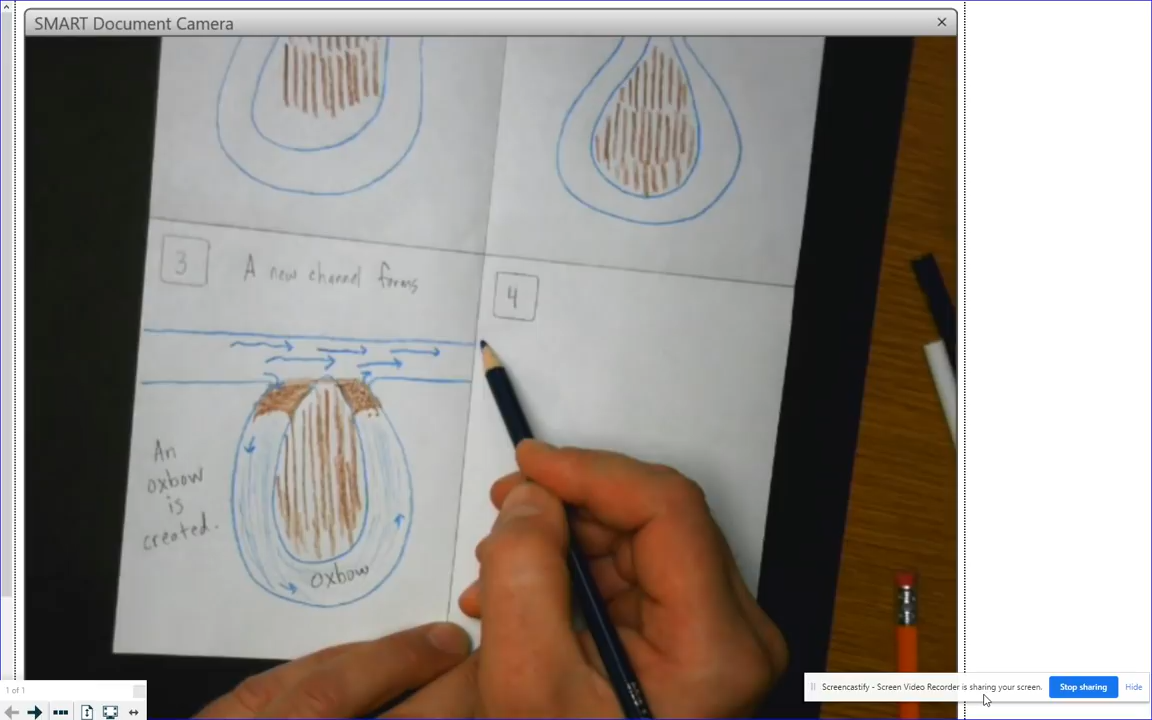 SMART Document Camera
3
A new channel forms
4
An
oxbow
is
created.
oxbow
1 of 1
Screencastify - Screen Video Recorder is sharing your screen.
Stop sharing
Hide